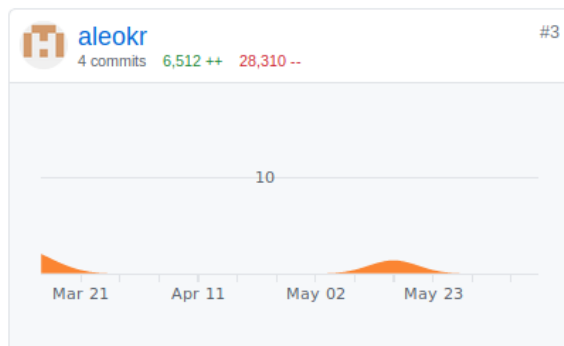 aleokr
#3
4 commits 6,512 ++ 28,310 --
10
Mar 21 Apr 11 May 02 May 23